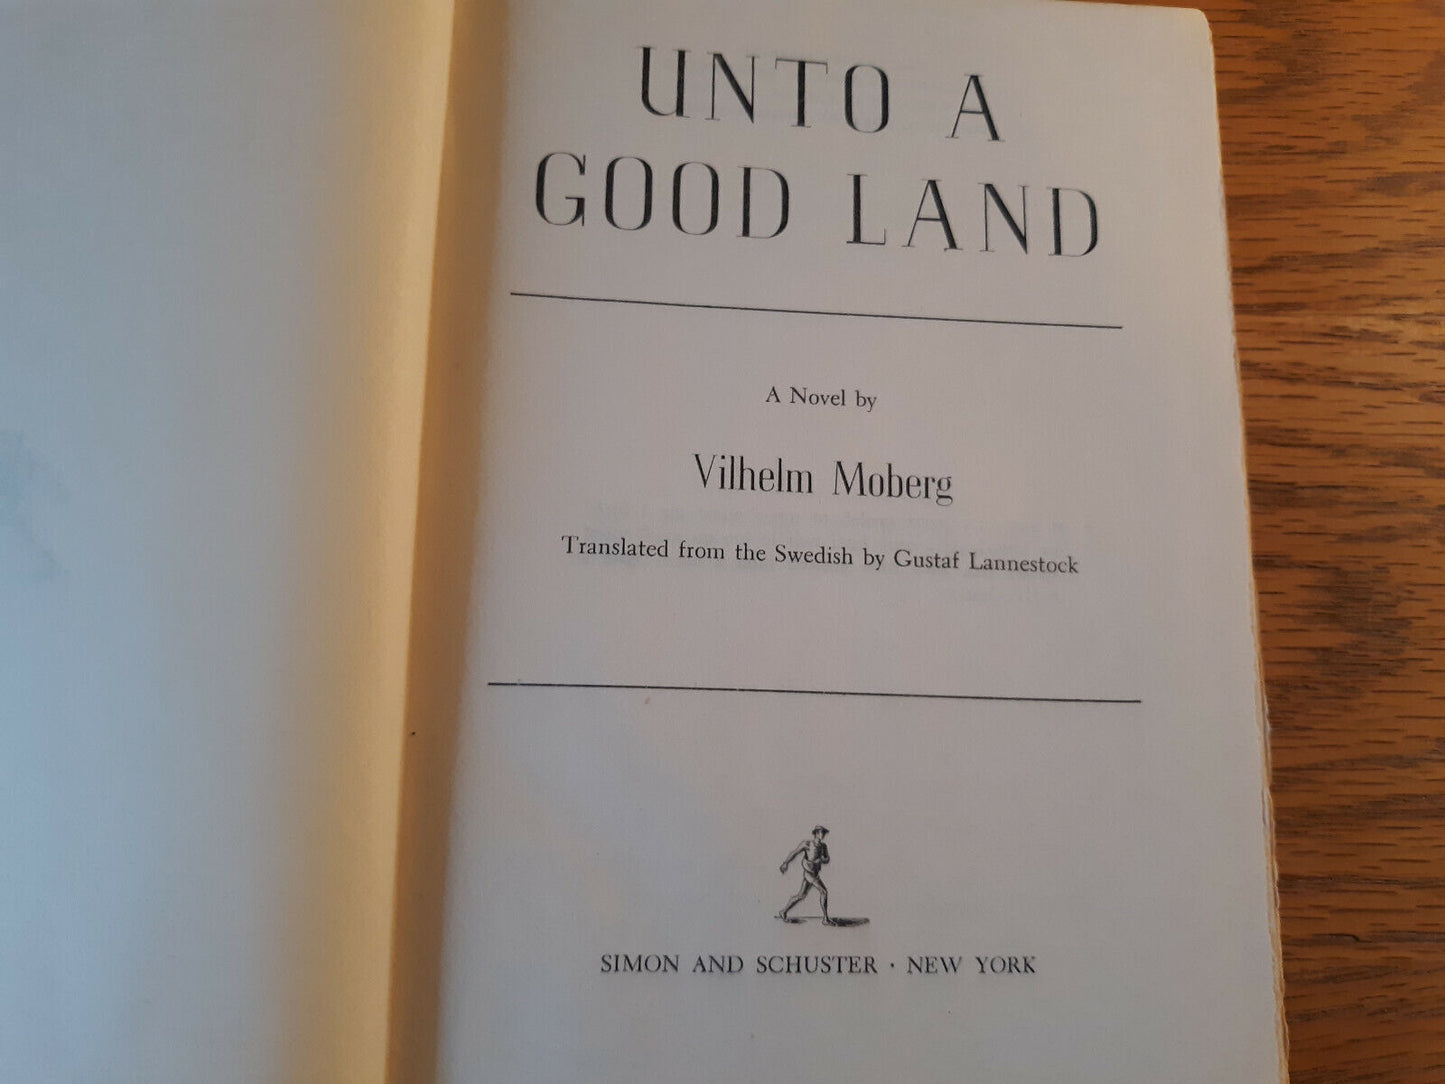 UNTO A
GOOD LAND
A Novel by
Vilhelm Moberg
Translated from the Swedish by Gustaf Lannestock
SIMON AND SCHUSTER · NEW YORK